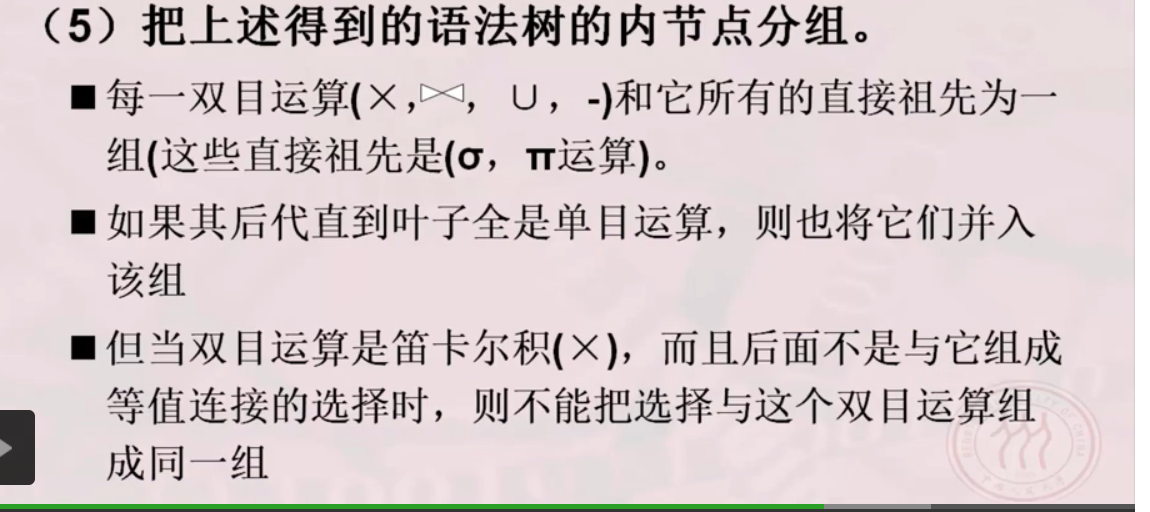 （5）把上述得到的语法树的内节点分组。
■每一双目运算(×,⋈, ∪, -)和它所有的直接祖先为一
组(这些直接祖先是(σ，π运算)。
■如果其后代直到叶子全是单目运算，则也将它们并入
该组
■但当双目运算是笛卡尔积(×)，而且后面不是与它组成
等值连接的选择时，则不能把选择与这个双目运算组
成同一组